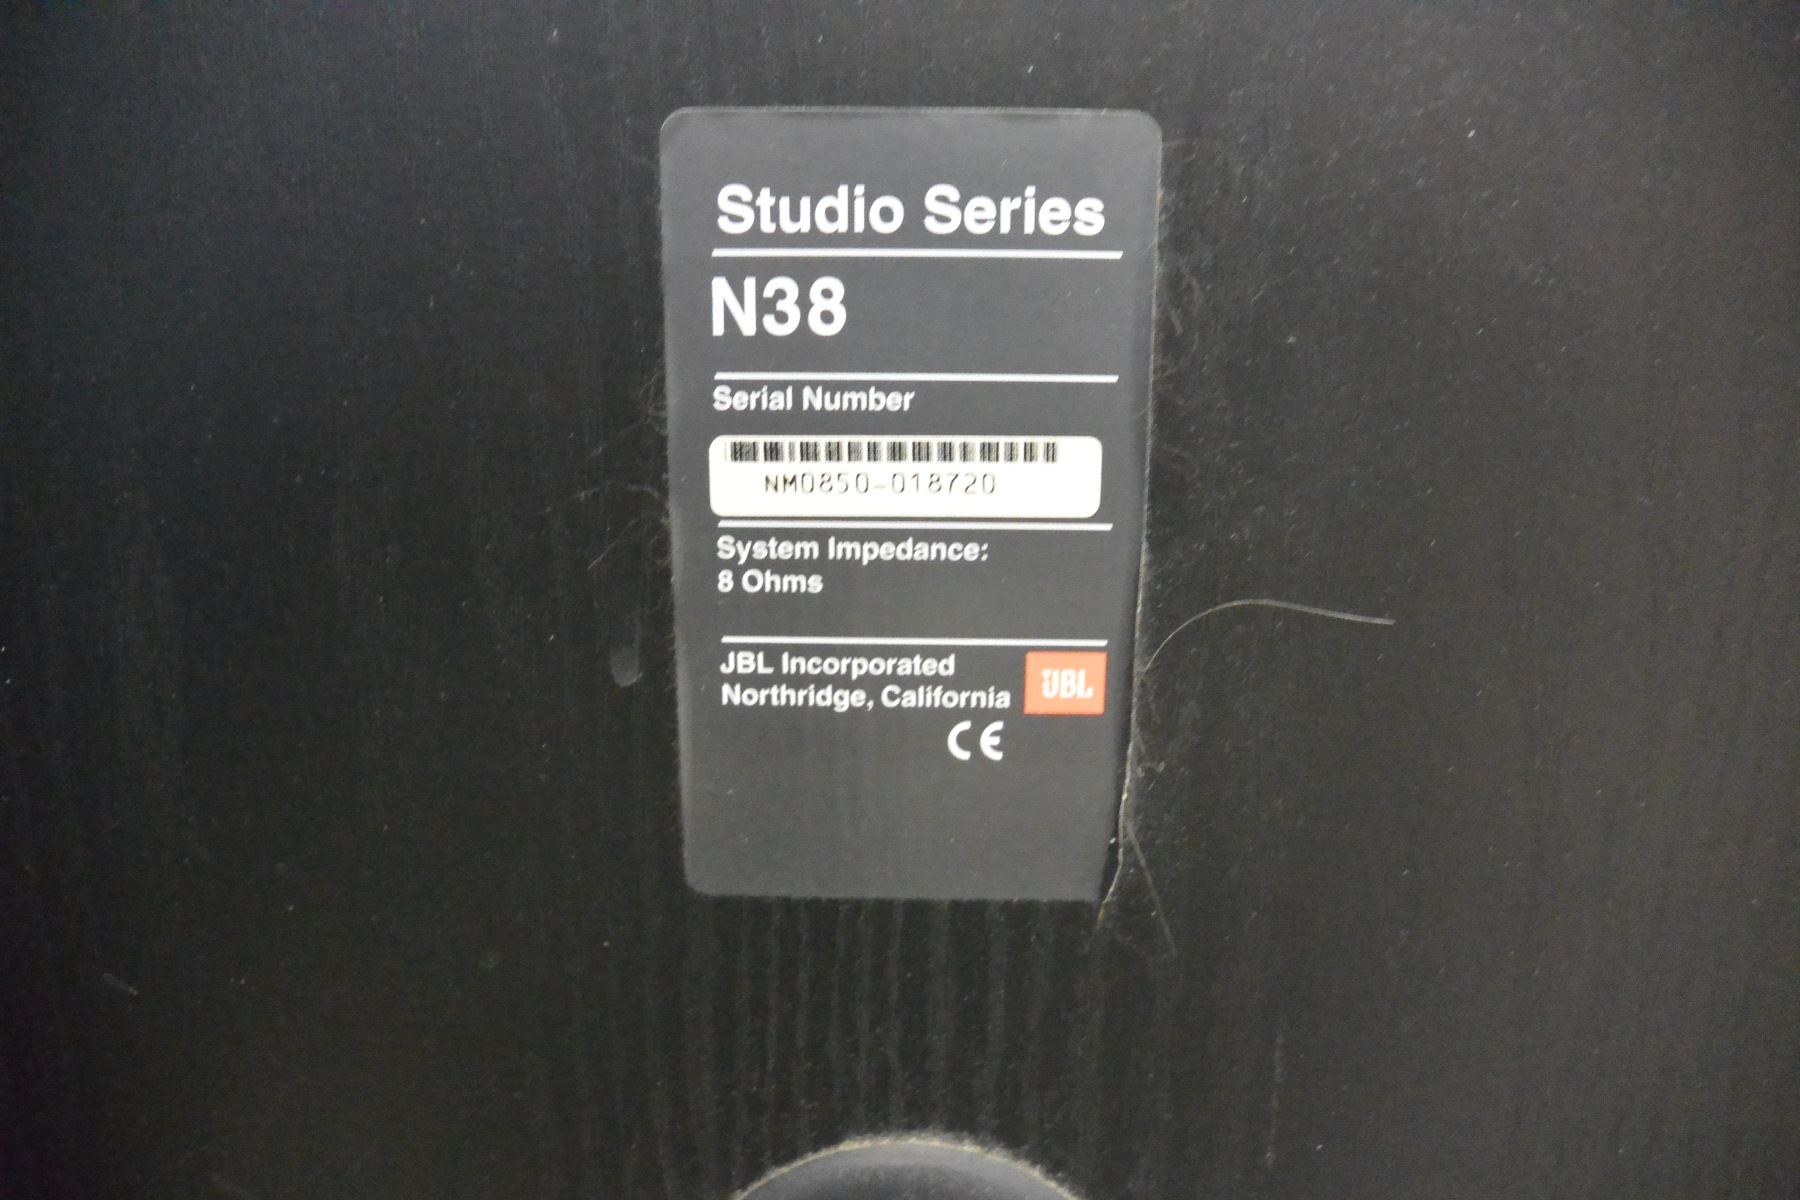 Studio Series
N38
Serial Number
NM0850-018720
System Impedance:
8 Ohms
JBL Incorporated
Northridge, California
JBL
CE